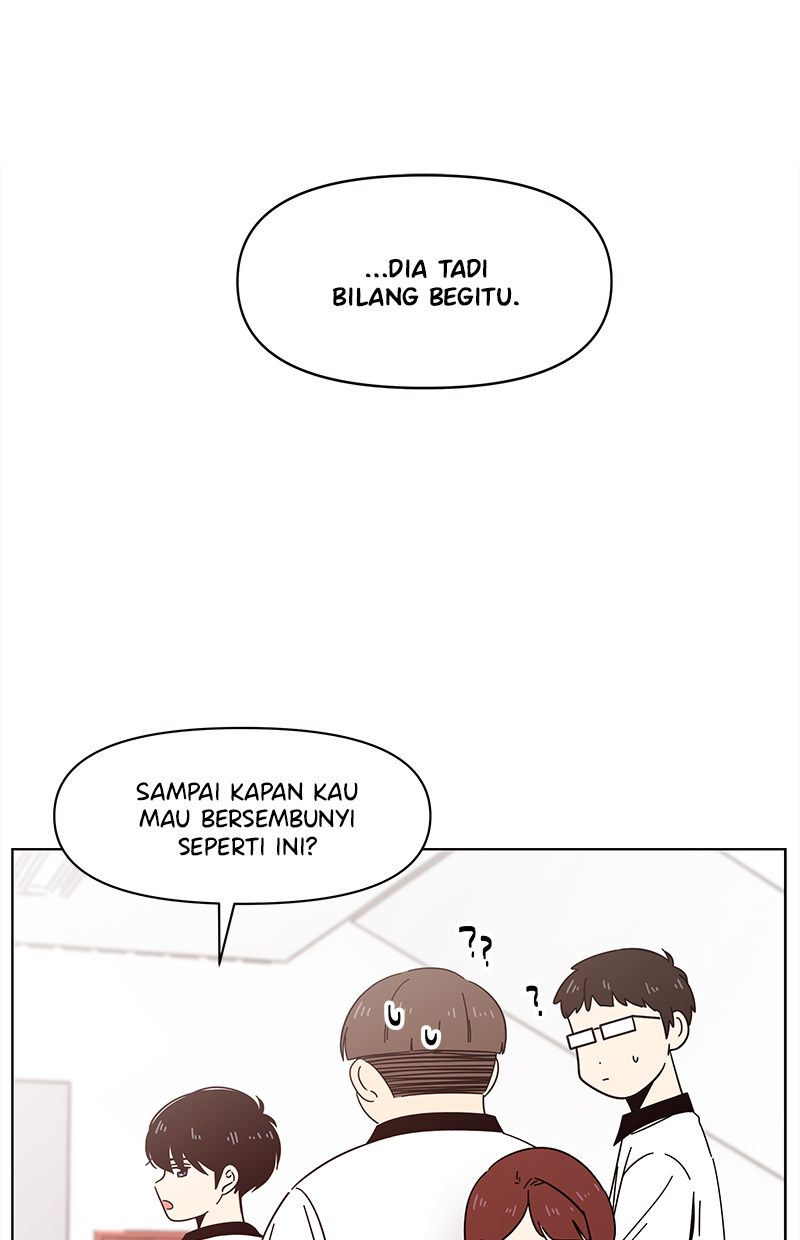 ...DIA TADI
BILANG BEGITU.
SAMPAI KAPAN KAU
MAU BERSEMBUNYI
SEPERTI INI?
??
?